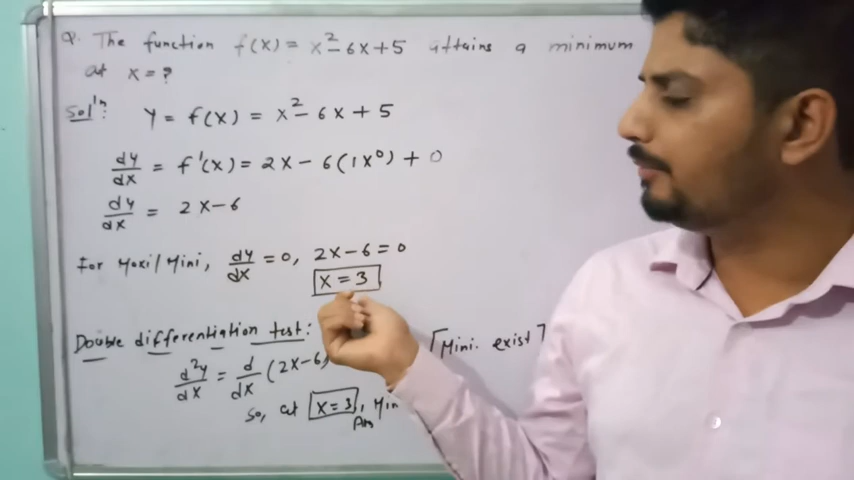 Q. The function f(x) = x²-6x+5 attains a minimum
at x = ?
Solⁿ: y = f(x) = x² - 6x + 5
dy/dx = f'(x) = 2x - 6(1x⁰) + 0
dy/dx = 2x-6
For Maxi/Mini, dy/dx = 0, 2x-6 = 0
x = 3
Double differentiation test:
d²y/dx = d/dx (2x-6) [Mini. exist]
So, at x=3, Min
Ans